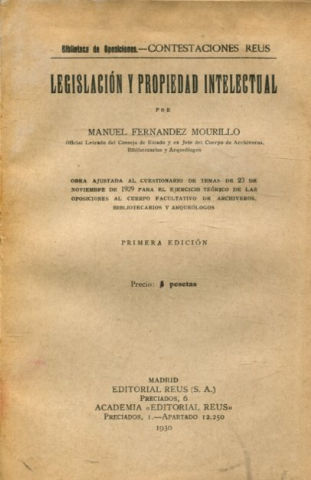 Biblioteca de Oposiciones.—CONTESTACIONES REUS
LEGISLACIÓN Y PROPIEDAD INTELECTUAL
POR
MANUEL FERNANDEZ MOURILLO
Oficial Letrado del Consejo de Estado y ex Jefe del Cuerpo de Archiveros,
Bibliotecarios y Arqueólogos
OBRA AJUSTADA AL CUESTIONARIO DE TEMAS DE 23 DE
NOVIEMBRE DE 1929 PARA EL EJERCICIO TEÓRICO DE LAS
OPOSICIONES AL CUERPO FACULTATIVO DE ARCHIVEROS,
BIBLIOTECARIOS Y ARQUEÓLOGOS
PRIMERA EDICIÓN
Precio: pesetas
MADRID
EDITORIAL REUS (S. A.)
PRECIADOS, 6
ACADEMIA «EDITORIAL REUS»
PRECIADOS, 1.—APARTADO 12.250
1930